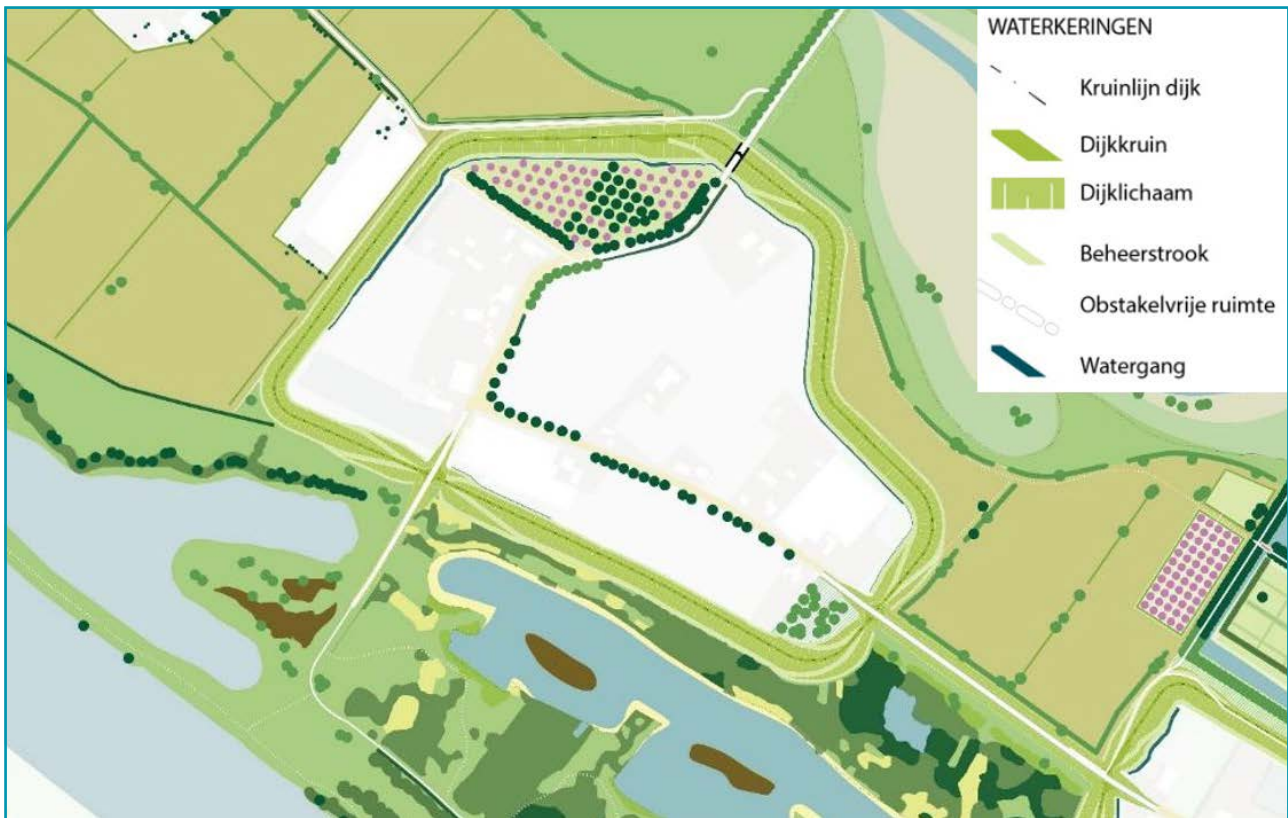 WATERKERINGEN
Kruinlijn dijk
Dijkkruin
Dijklichaam
Beheerstrook
Obstakelvrije ruimte
Watergang